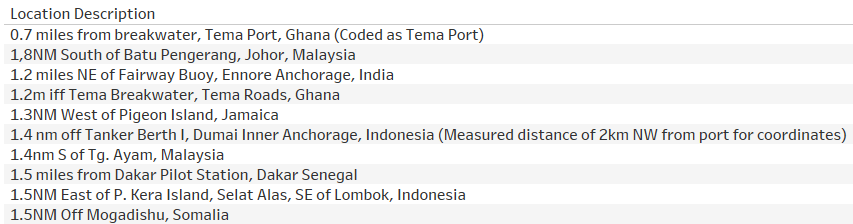 Location Description
0.7 miles from breakwater, Tema Port, Ghana (Coded as Tema Port)
1,8NM South of Batu Pengerang, Johor, Malaysia
1.2 miles NE of Fairway Buoy, Ennore Anchorage, India
1.2m iff Tema Breakwater, Tema Roads, Ghana
1.3NM West of Pigeon Island, Jamaica
1.4 nm off Tanker Berth I, Dumai Inner Anchorage, Indonesia (Measured distance of 2km NW from port for coordinates)
1.4nm S of Tg. Ayam, Malaysia
1.5 miles from Dakar Pilot Station, Dakar Senegal
1.5NM East of P. Kera Island, Selat Alas, SE of Lombok, Indonesia
1.5NM Off Mogadishu, Somalia